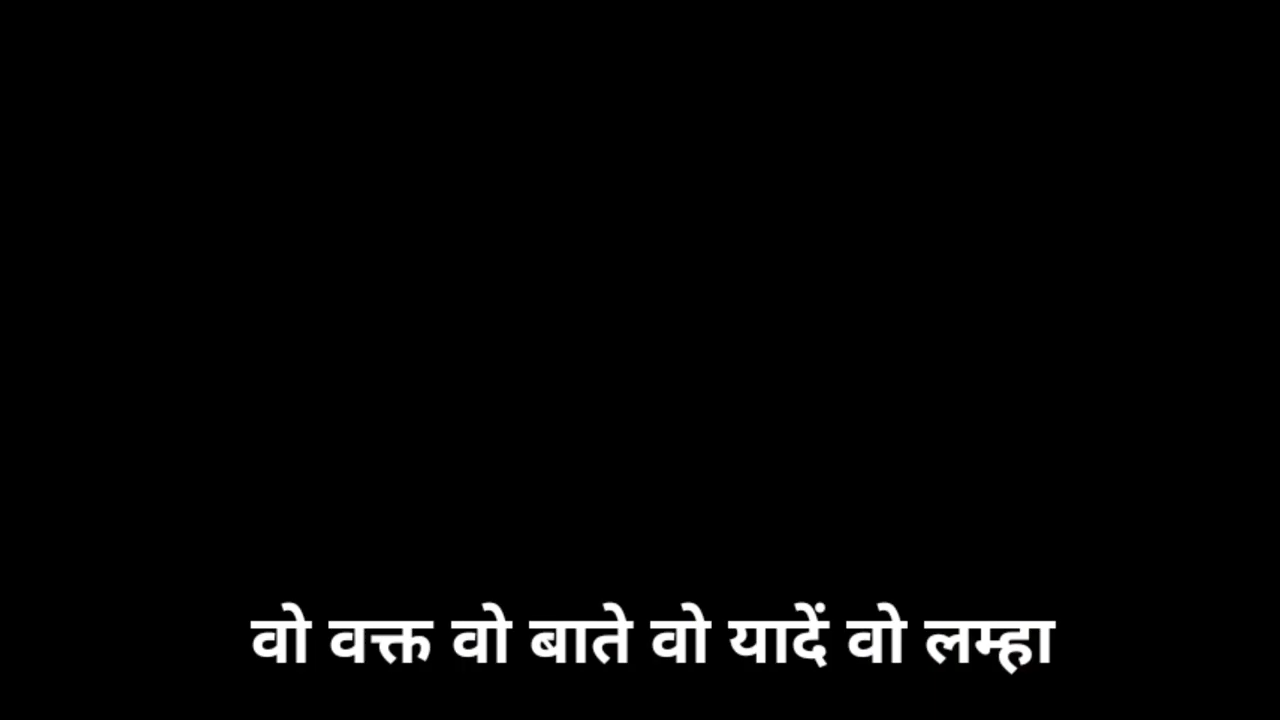 वो वक्त वो बाते वो यादें वो लम्हा